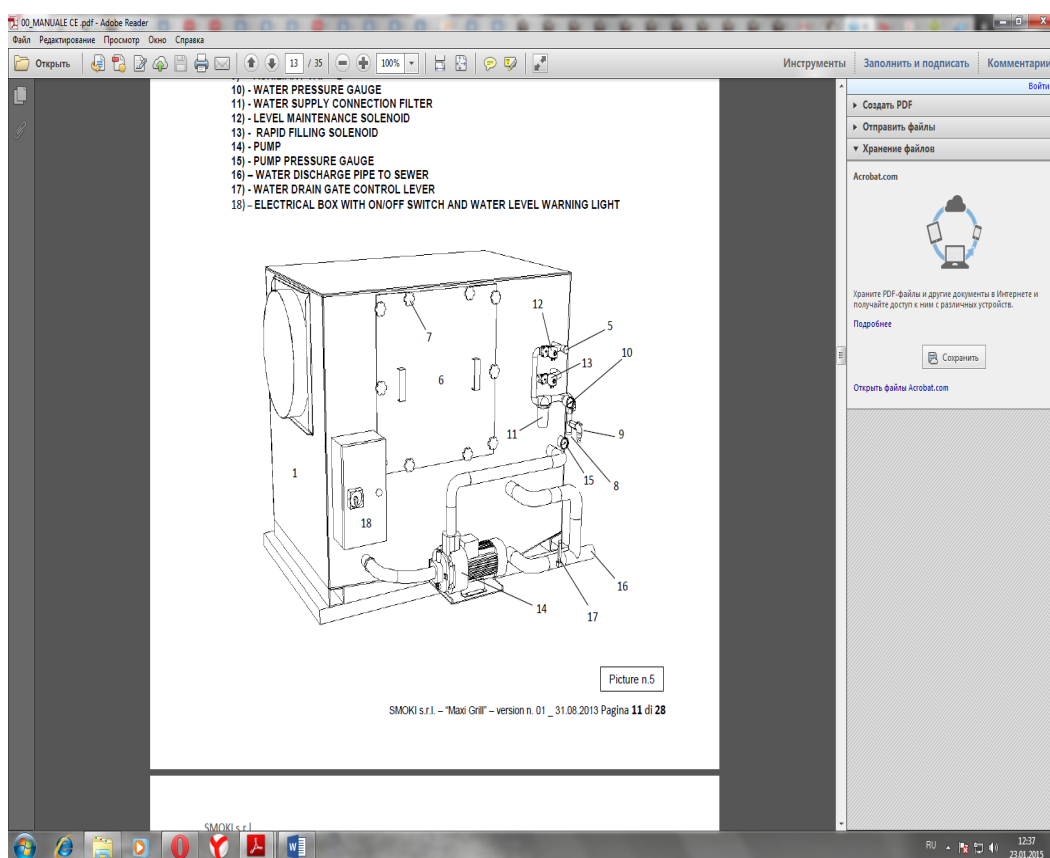 00_MANUALE CE .pdf - Adobe Reader
Файл Редактирование Просмотр Окно Справка
Открыть 13 / 35 100% Инструменты Заполнить и подписать Комментарии
Войти
Создать PDF
Отправить файлы
Хранение файлов
Acrobat.com
Храните PDF-файлы и другие документы в Интернете и
получайте доступ к ним с различных устройств.
Подробнее
Сохранить
Открыть файлы Acrobat.com
10) - WATER PRESSURE GAUGE
11) - WATER SUPPLY CONNECTION FILTER
12) - LEVEL MAINTENANCE SOLENOID
13) - RAPID FILLING SOLENOID
14) - PUMP
15) - PUMP PRESSURE GAUGE
16) – WATER DISCHARGE PIPE TO SEWER
17) - WATER DRAIN GATE CONTROL LEVER
18) – ELECTRICAL BOX WITH ON/OFF SWITCH AND WATER LEVEL WARNING LIGHT
12
5
7
10
13
6
11
9
1
15
8
18
16
14
17
Picture n.5
SMOKI s.r.l. – "Maxi Grill" – version n. 01 _ 31.08.2013 Pagina 11 di 28
SMOKI s.r.l
RU
12:37
23.01.2015